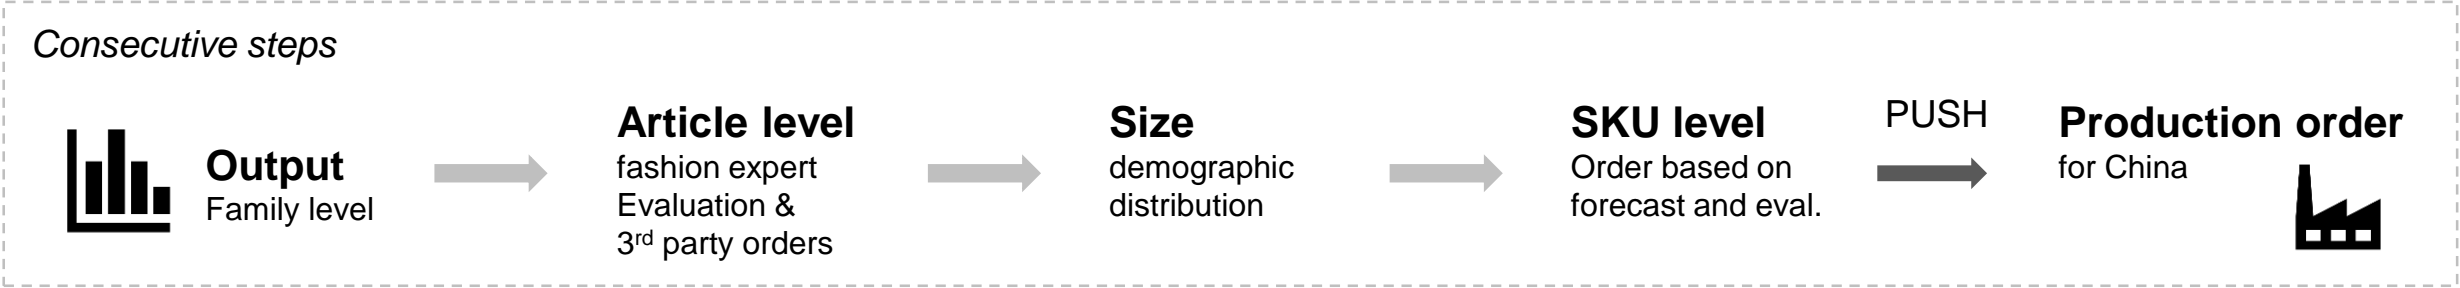 Consecutive steps
Output
Family level
Article level
fashion expert
Evaluation &
3rd party orders
Size
demographic
distribution
SKU level
Order based on
forecast and eval.
PUSH
Production order
for China